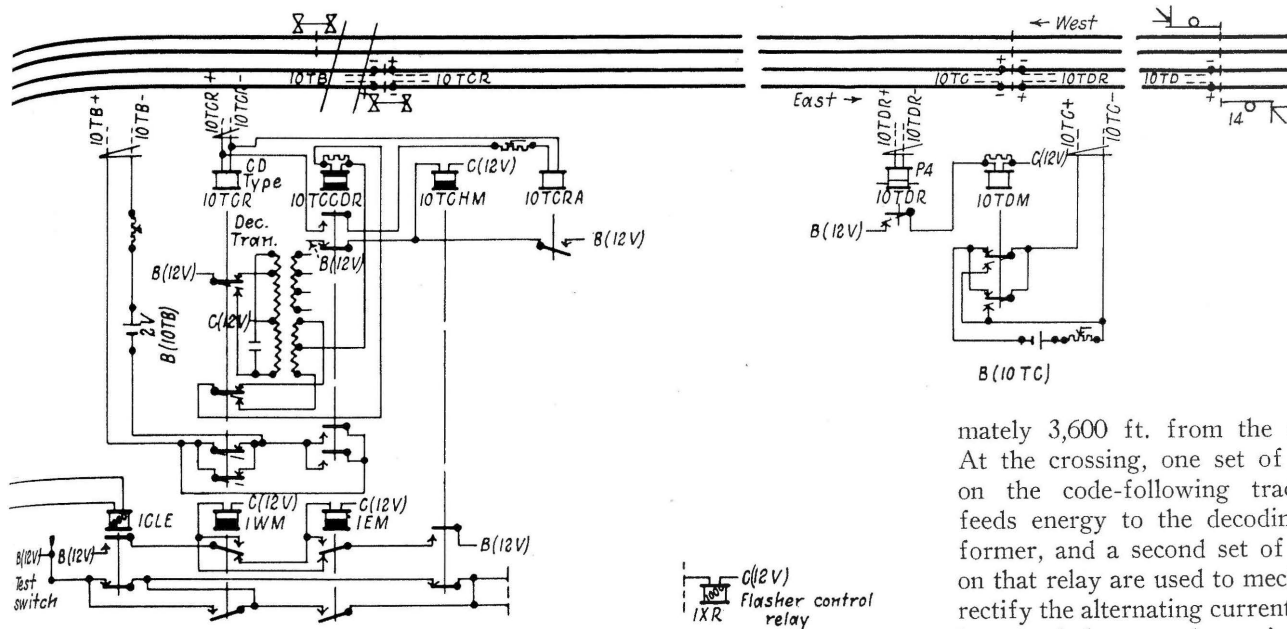 ← West
10TB
- +
10TCR
10TC
+ -
10TDR
10TD
-
+
East →
14
10TB+
10TB-
10TCR+
10TCR-
10TDR+
10TDR-
10TC+
10TC-
CD Type
10TCR
10TCCDR
C(12V)
10TCHM
10TCRA
Dec. Tran.
B(12V)
B(12V)
B(12V)
C(12V)
2V
B(10TB)
P4
10TDR
C(12V)
10TDM
B(12V)
B(10TC)
1CLE
C(12V)
1WM
C(12V)
1EM
B(12V)
B(12V)
B(12V)
Test switch
C(12V)
Flasher control relay
1XR
mately 3,600 ft. from the
At the crossing, one set of
on the code-following trac
feeds energy to the decodin
former, and a second set of
on that relay are used to mec
rectify the alternating current